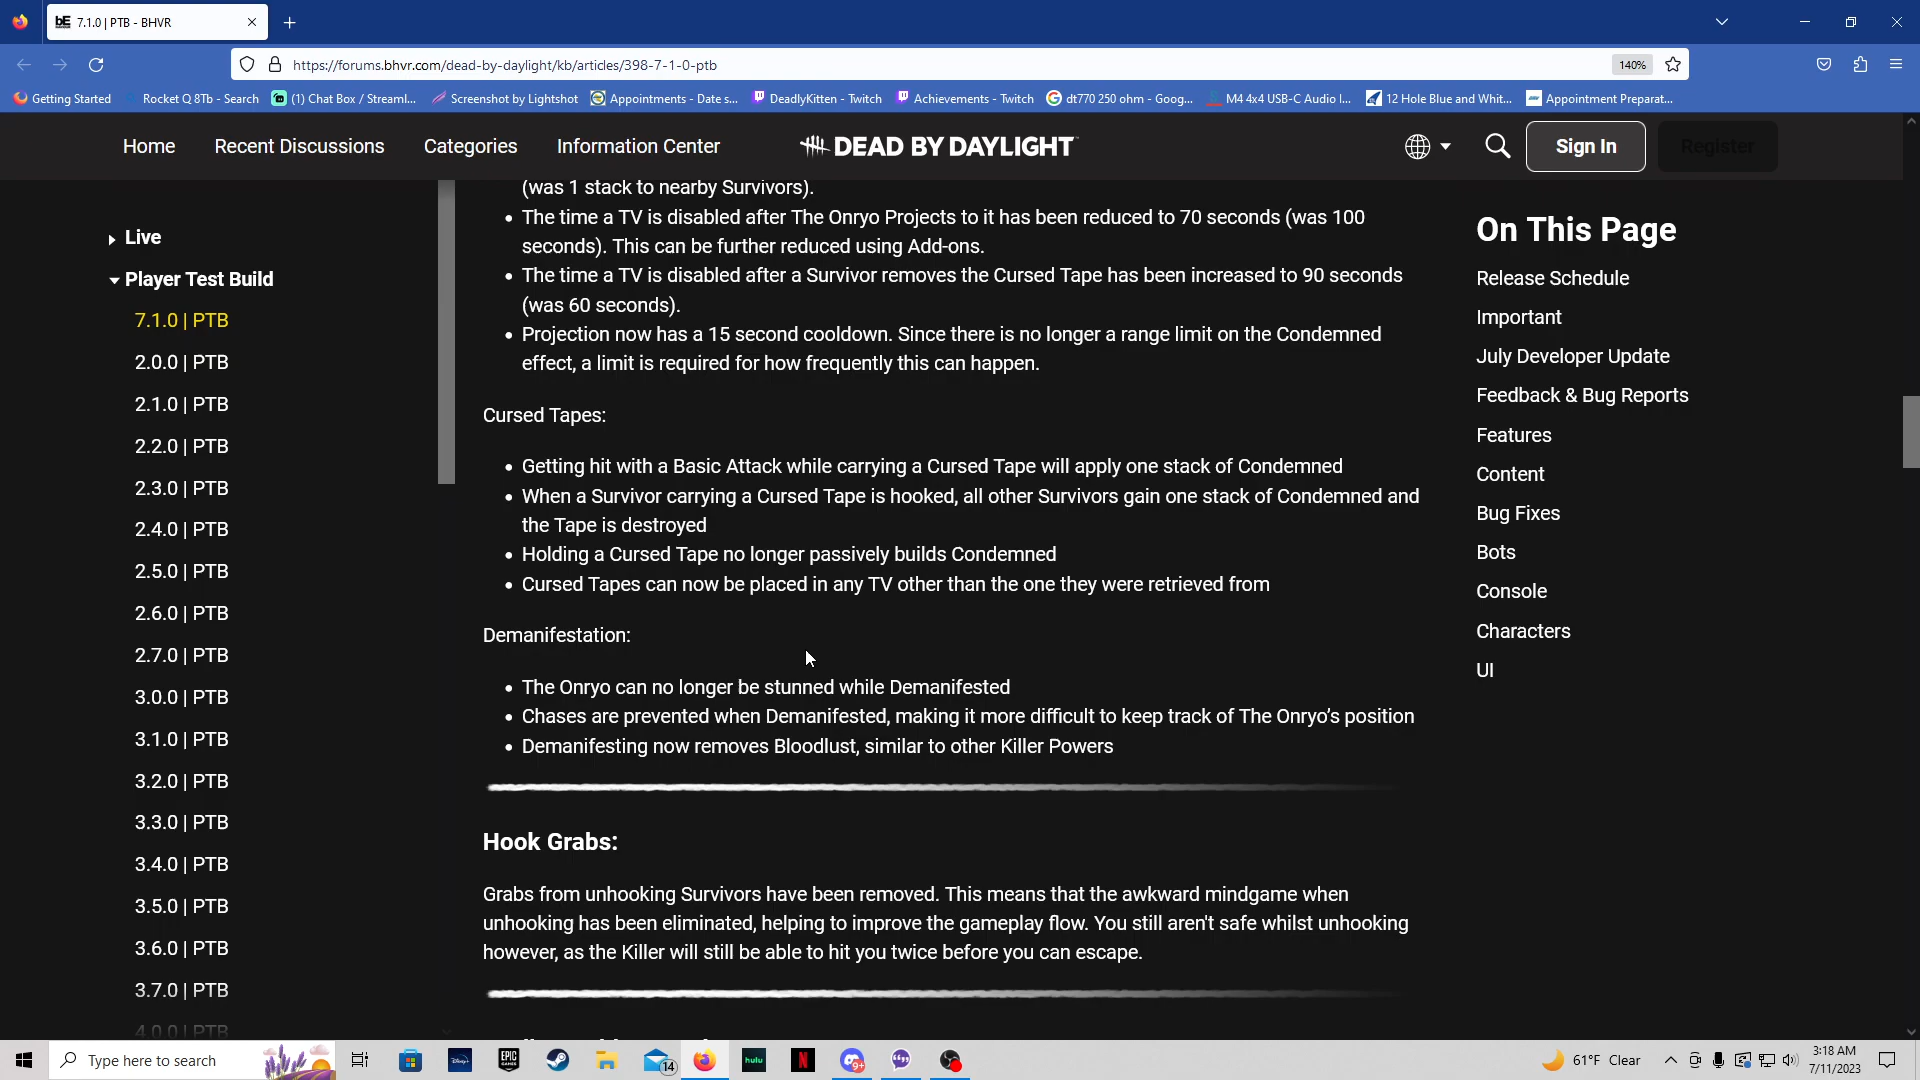 7.1.0 | PTB - BHVR
https://forums.bhvr.com/dead-by-daylight/kb/articles/398-7-1-0-ptb
140%
Getting Started
Rocket Q 8Tb - Search
(1) Chat Box / Streaml...
Screenshot by Lightshot
Appointments - Date s...
DeadlyKitten - Twitch
Achievements - Twitch
dt770 250 ohm - Goog...
M4 4x4 USB-C Audio I...
12 Hole Blue and Whit...
Appointment Preparat...
Home
Recent Discussions
Categories
Information Center
DEAD BY DAYLIGHT
Sign In
Register
Live
Player Test Build
7.1.0 | PTB
2.0.0 | PTB
2.1.0 | PTB
2.2.0 | PTB
2.3.0 | PTB
2.4.0 | PTB
2.5.0 | PTB
2.6.0 | PTB
2.7.0 | PTB
3.0.0 | PTB
3.1.0 | PTB
3.2.0 | PTB
3.3.0 | PTB
3.4.0 | PTB
3.5.0 | PTB
3.6.0 | PTB
3.7.0 | PTB
4.0.0 | PTB
(was 1 stack to nearby Survivors).
• The time a TV is disabled after The Onryo Projects to it has been reduced to 70 seconds (was 100
seconds). This can be further reduced using Add-ons.
• The time a TV is disabled after a Survivor removes the Cursed Tape has been increased to 90 seconds
(was 60 seconds).
• Projection now has a 15 second cooldown. Since there is no longer a range limit on the Condemned
effect, a limit is required for how frequently this can happen.
Cursed Tapes:
• Getting hit with a Basic Attack while carrying a Cursed Tape will apply one stack of Condemned
• When a Survivor carrying a Cursed Tape is hooked, all other Survivors gain one stack of Condemned and
the Tape is destroyed
• Holding a Cursed Tape no longer passively builds Condemned
• Cursed Tapes can now be placed in any TV other than the one they were retrieved from
Demanifestation:
• The Onryo can no longer be stunned while Demanifested
• Chases are prevented when Demanifested, making it more difficult to keep track of The Onryo's position
• Demanifesting now removes Bloodlust, similar to other Killer Powers
Hook Grabs:
Grabs from unhooking Survivors have been removed. This means that the awkward mindgame when
unhooking has been eliminated, helping to improve the gameplay flow. You still aren't safe whilst unhooking
however, as the Killer will still be able to hit you twice before you can escape.
On This Page
Release Schedule
Important
July Developer Update
Feedback & Bug Reports
Features
Content
Bug Fixes
Bots
Console
Characters
UI
Type here to search
EPIC
GAMES
14
hulu
N
9+
61°F Clear
3:18 AM
7/11/2023